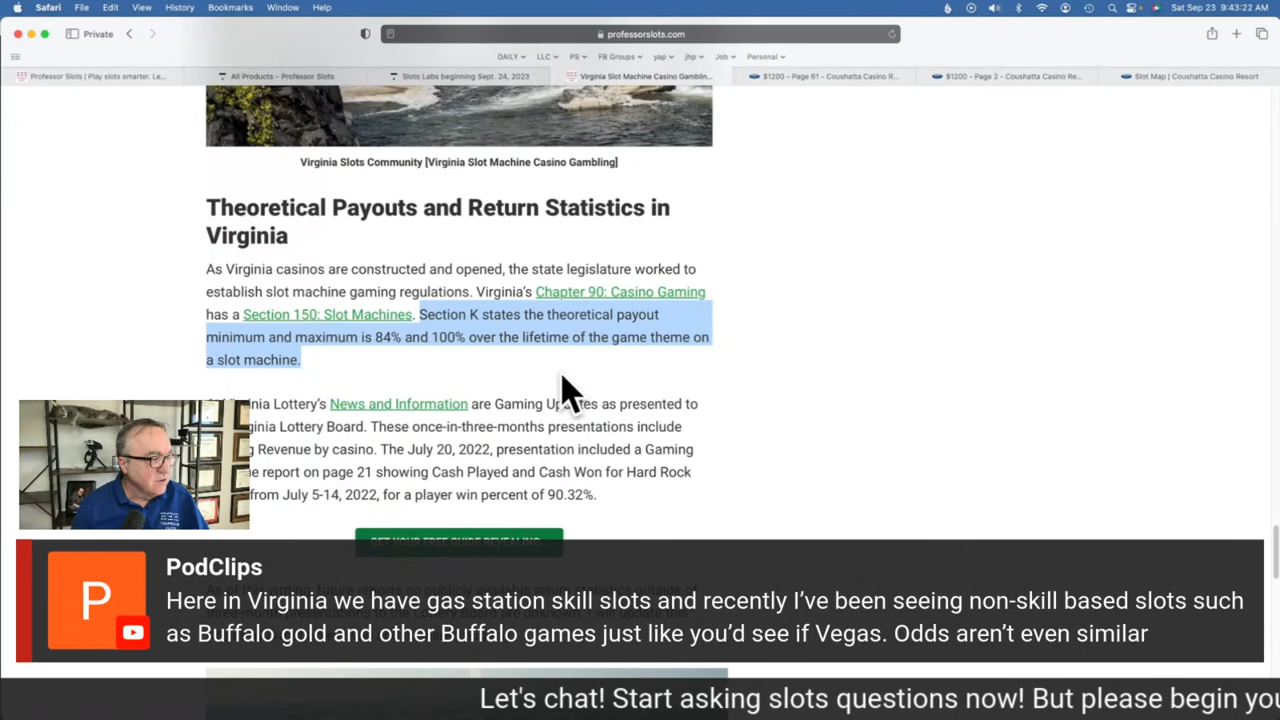 Safari File Edit View History Bookmarks Window Help
Sat Sep 23 9:43:22 AM
Private
professorslots.com
DAILY LLC PS FB Groups yap jhp Job Personal
Professor Slots | Play slots smarter. Le...
All Products - Professor Slots
Slots Labs beginning Sept. 24, 2023
Virginia Slot Machine Casino Gamblin...
$1200 - Page 61 - Coushatta Casino R...
$1200 - Page 2 - Coushatta Casino Re...
Slot Map | Coushatta Casino Resort
Virginia Slots Community [Virginia Slot Machine Casino Gambling]
Theoretical Payouts and Return Statistics in
Virginia
As Virginia casinos are constructed and opened, the state legislature worked to
establish slot machine gaming regulations. Virginia's Chapter 90: Casino Gaming
has a Section 150: Slot Machines. Section K states the theoretical payout
minimum and maximum is 84% and 100% over the lifetime of the game theme on
a slot machine.
Lottery's News and Information are Gaming Updates as presented to
Lottery Board. These once-in-three-months presentations include
Revenue by casino. The July 20, 2022, presentation included a Gaming
report on page 21 showing Cash Played and Cash Won for Hard Rock
from July 5-14, 2022, for a player win percent of 90.32%.
PodClips
P
Here in Virginia we have gas station skill slots and recently I've been seeing non-skill based slots such
as Buffalo gold and other Buffalo games just like you'd see if Vegas. Odds aren't even similar
Let's chat! Start asking slots questions now! But please begin you